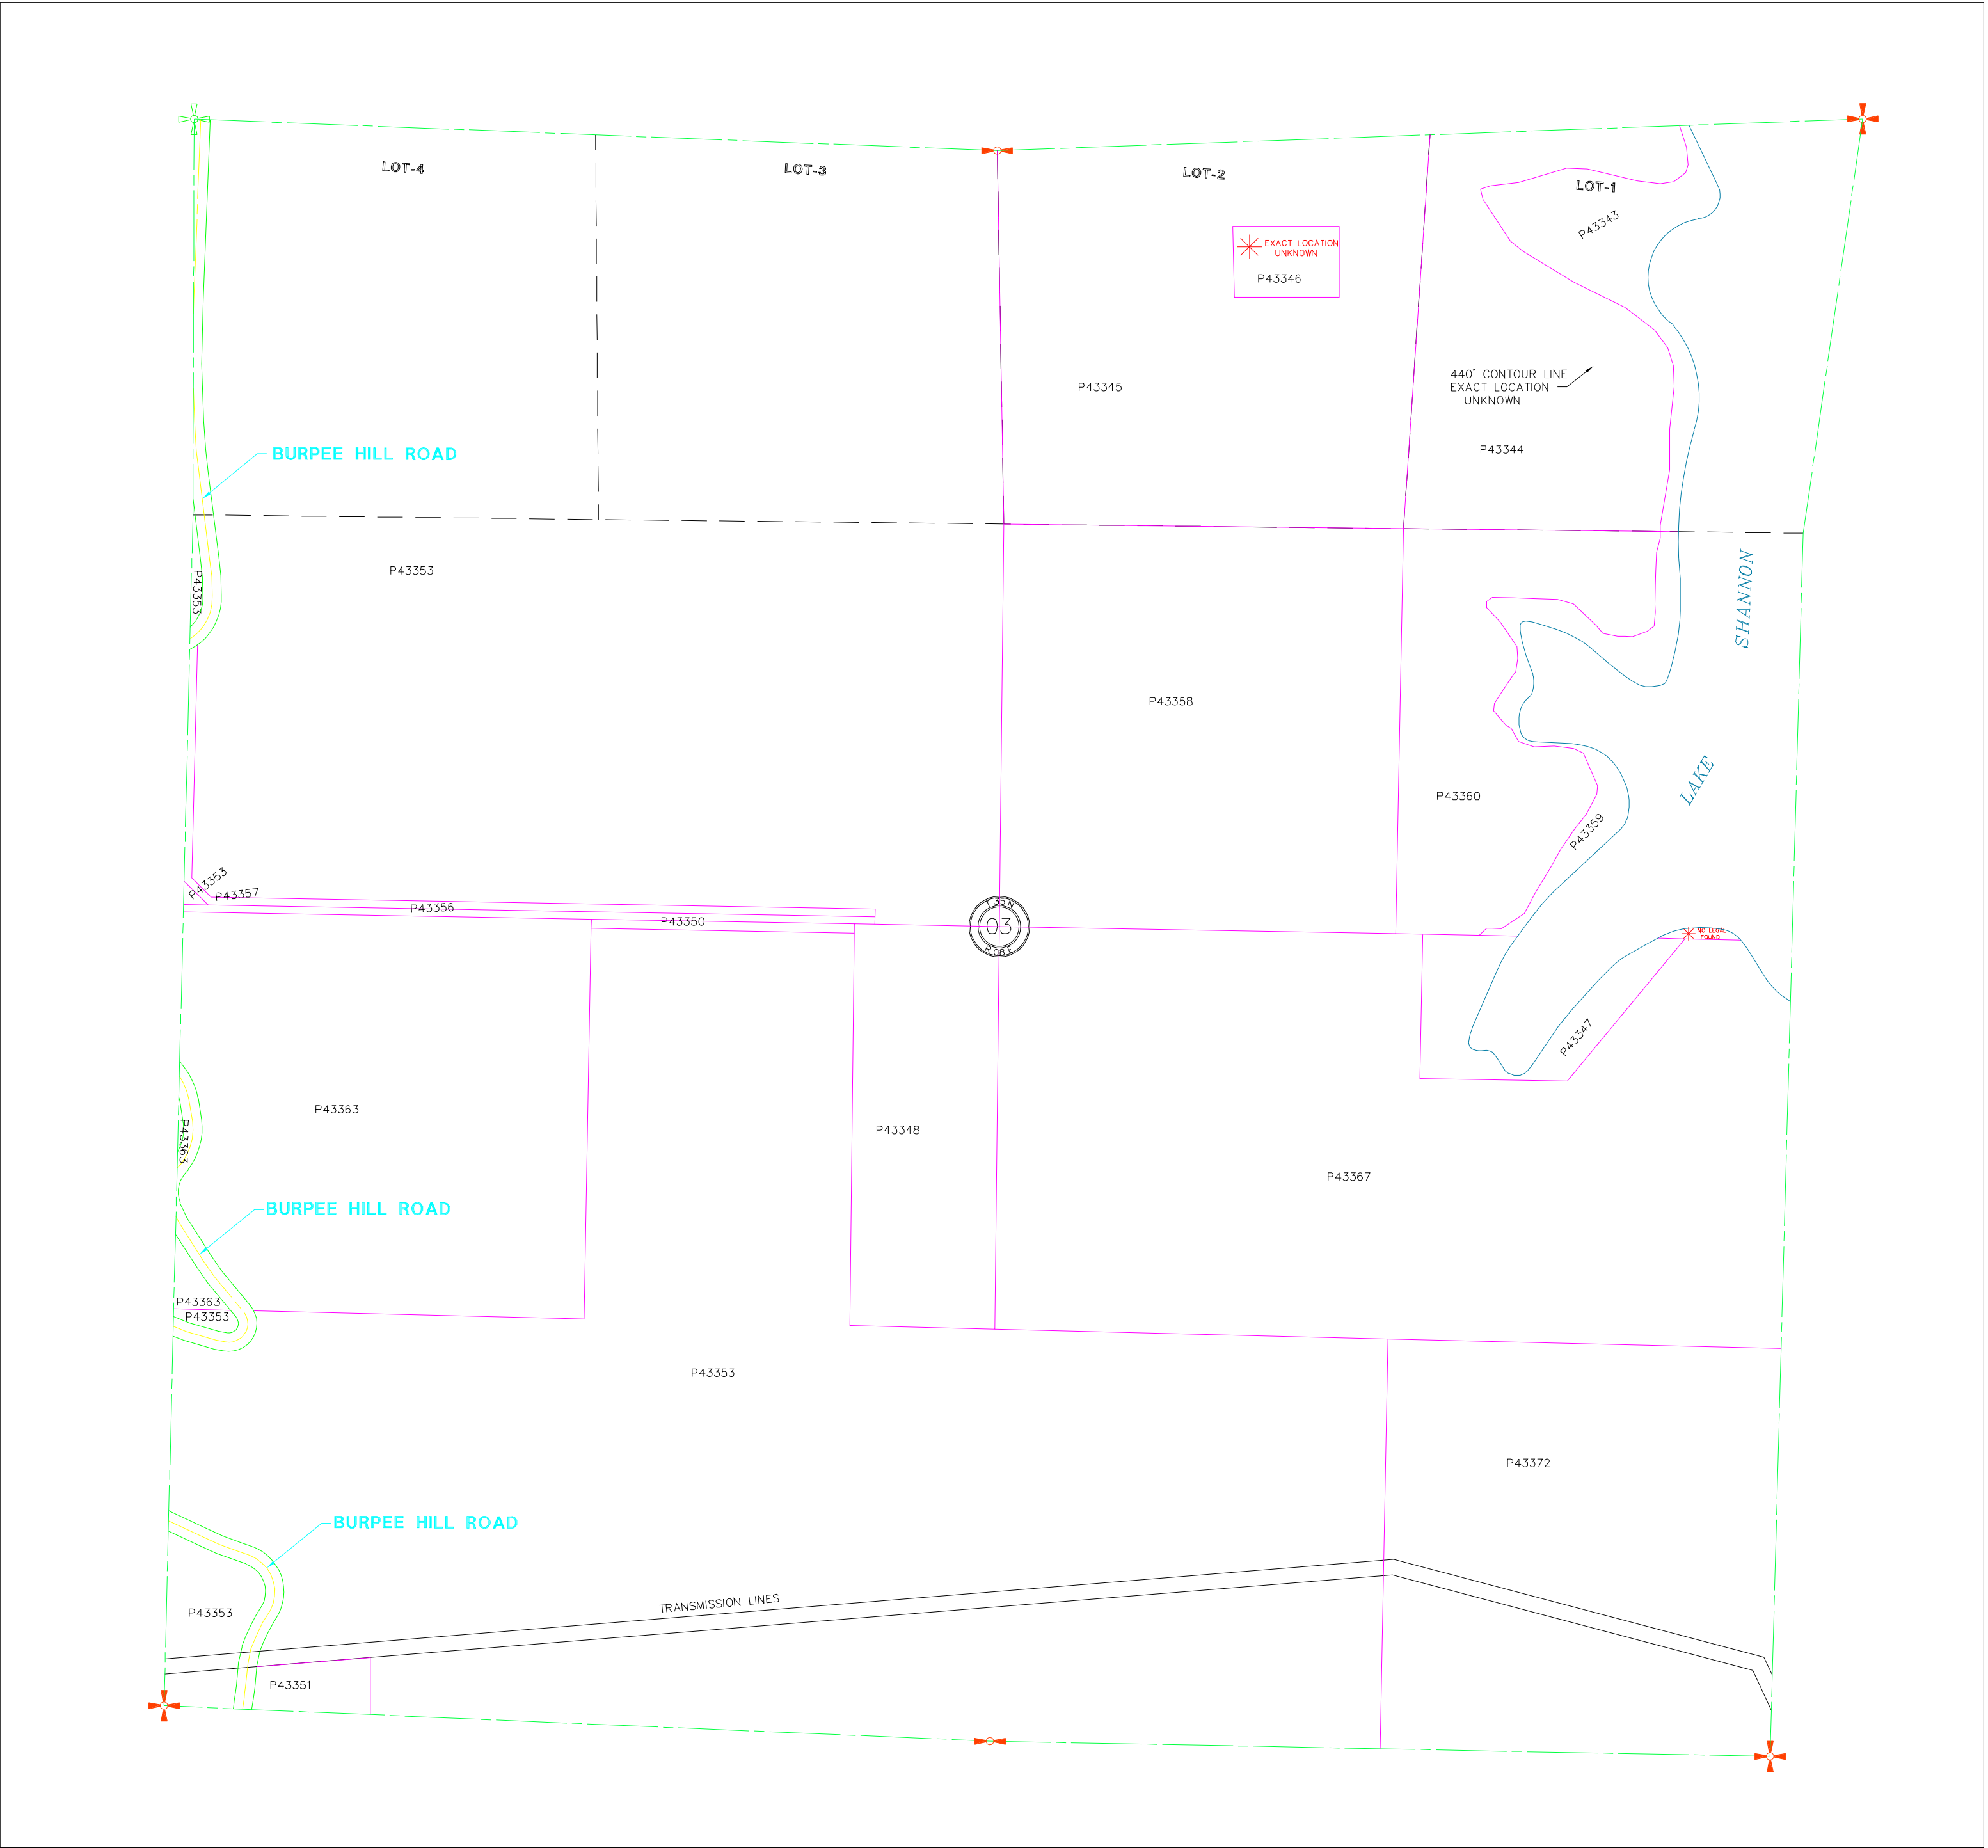 LOT-4
LOT-3
LOT-2
LOT-1
P43343
EXACT LOCATION
UNKNOWN
P43346
P43345
440' CONTOUR LINE
EXACT LOCATION
UNKNOWN
P43344
BURPEE HILL ROAD
P43353
P43353
SHANNON
P43358
LAKE
P43360
P43359
P43353
P43357
P43356
P43350
T35N
03
R08E
NO LEGAL
FOUND
P43347
P43363
P43363
P43348
P43367
BURPEE HILL ROAD
P43363
P43353
P43353
P43372
BURPEE HILL ROAD
TRANSMISSION LINES
P43353
P43351